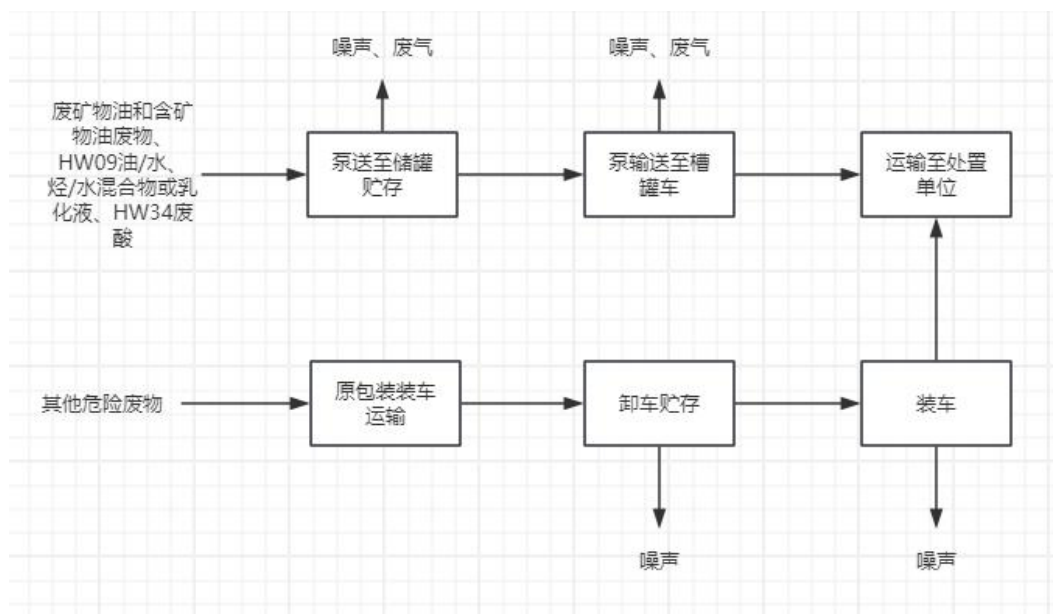 噪声、废气
噪声、废气
废矿物油和含矿
物油废物、
HW09油/水、
烃/水混合物或乳
化液、HW34废
酸
泵送至储罐
贮存
泵输送至槽
罐车
运输至处置
单位
其他危险废物
原包装装车
运输
卸车贮存
装车
噪声
噪声